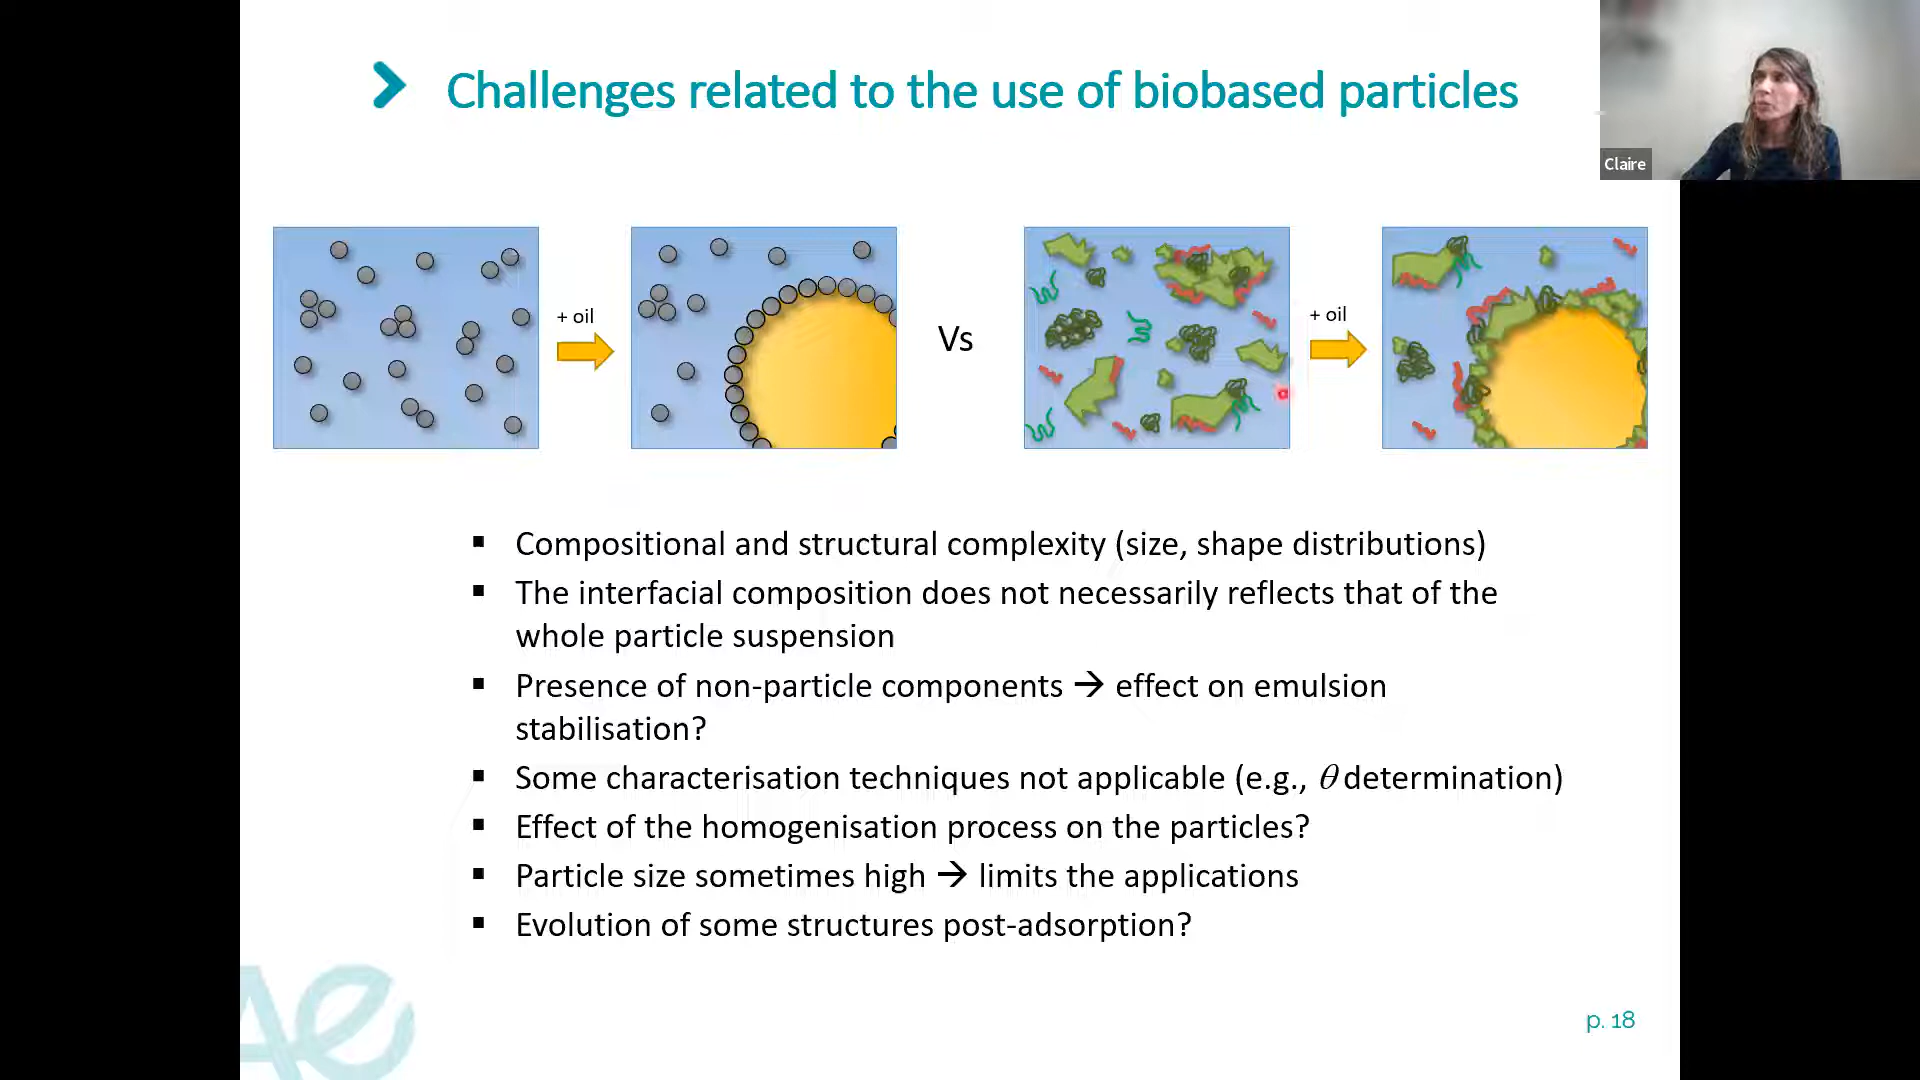 Challenges related to the use of biobased particles
Claire
+ oil
Vs
+ oil
▪ Compositional and structural complexity (size, shape distributions)
▪ The interfacial composition does not necessarily reflects that of the
whole particle suspension
▪ Presence of non-particle components → effect on emulsion
stabilisation?
▪ Some characterisation techniques not applicable (e.g., θ determination)
▪ Effect of the homogenisation process on the particles?
▪ Particle size sometimes high → limits the applications
▪ Evolution of some structures post-adsorption?
p. 18